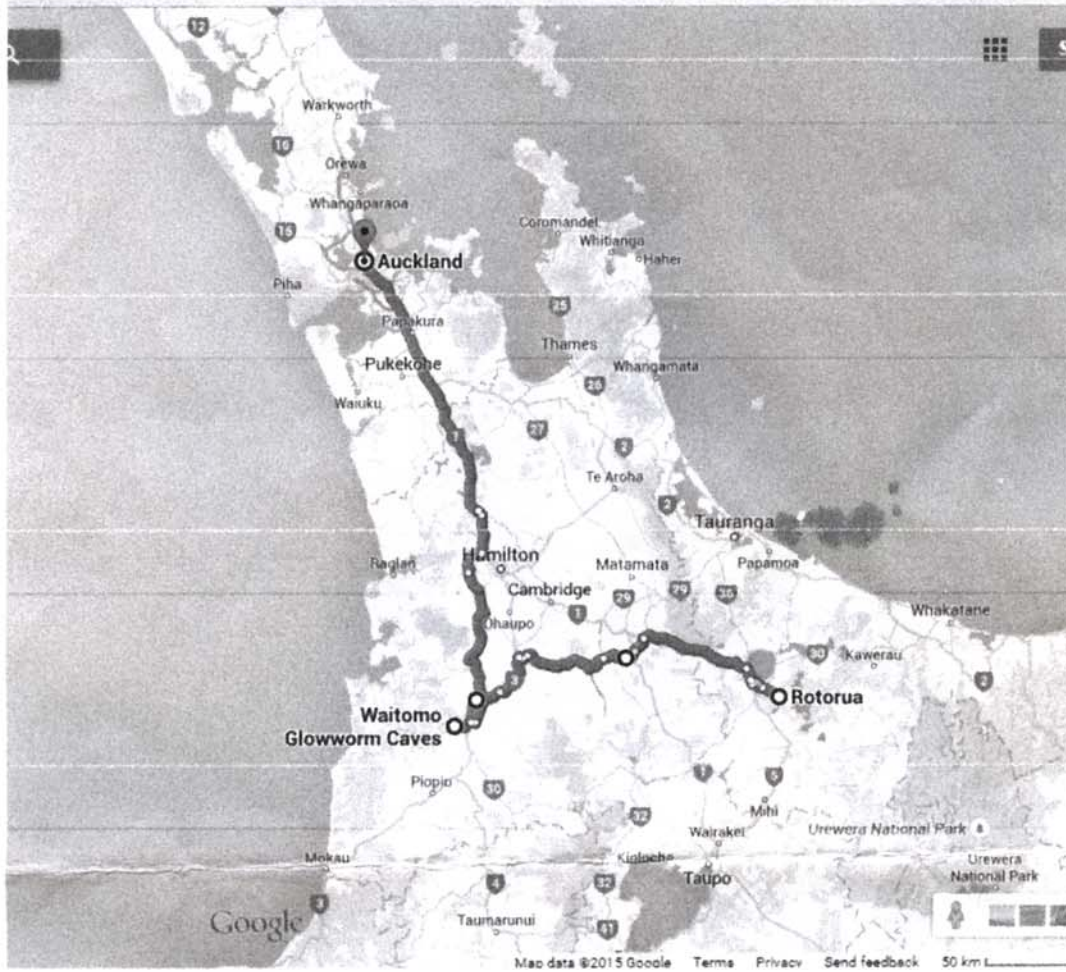 12
Warkworth
16
Orewa
Whangaparaoa
16
Coromandel
Whitianga
Haher
Auckland
Piha
25
Papakura
Thames
Pukekohe
Whangamata
26
Waiuku
27
1
2
Te Aroha
2
Tauranga
Hamilton
Raglan
Matamata
Papamoa
Cambridge
29
29
36
1
Whakatane
Ohaupo
30
Kawerau
3
2
Rotorua
Waitomo
Glowworm Caves
Piopio
30
1
5
Mihi
32
Wairakei
Urewera National Park
Mokau
Kinloch
Taupo
Urewera
National Park
4
32
3
Google
Taumarunui
41
Map data ©2015 Google Terms Privacy Send feedback 50 km